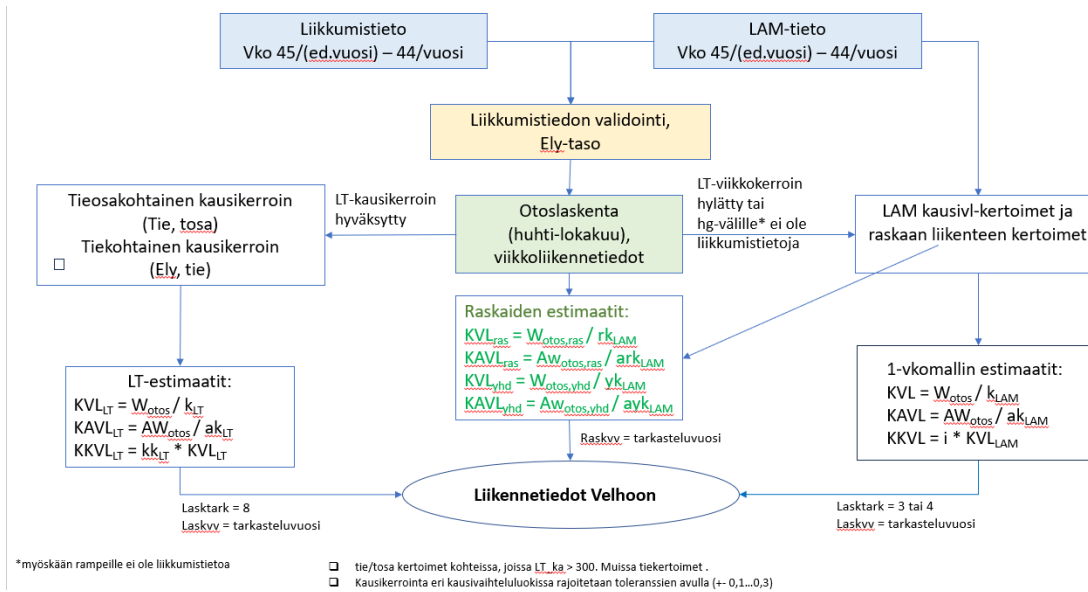 Liikkumistieto
Vko 45/(ed.vuosi) – 44/vuosi
LAM-tieto
Vko 45/(ed.vuosi) – 44/vuosi
Liikkumistiedon validointi,
Ely-taso
Tieosakohtainen kausikerroin
(Tie, tosa)
Tiekohtainen kausikerroin
(Ely, tie)
LT-kausikerroin
hyväksytty
Otoslaskenta
(huhti-lokakuu),
viikkoliikennetiedot
LT-viikkokerroin
hylätty tai
hg-välille* ei ole
liikkumistietoja
LAM kausivl-kertoimet ja
raskaan liikenteen kertoimet
Raskaiden estimaatit:
KVLras = Wotos,ras / rkLAM
KAVLras = Awotos,ras / arkLAM
KVLyhd = Wotos,yhd / ykLAM
KAVLyhd = Awotos,yhd / aykLAM
LT-estimaatit:
KVLLT = Wotos / kLT
KAVLLT = AWotos / akLT
KKVLLT = kkLT * KVLLT
1-vkomallin estimaatit:
KVL = Wotos / kLAM
KAVL = AWotos / akLAM
KKVL = i * KVLLAM
Raskvv = tarkasteluvuosi
Liikennetiedot Velhoon
Lasktark = 8
Laskvv = tarkasteluvuosi
Lasktark = 3 tai 4
Laskvv = tarkasteluvuosi
*myöskään rampeille ei ole liikkumistietoa
tie/tosa kertoimet kohteissa, joissa LT_ka > 300. Muissa tiekertoimet .
Kausikerrointa eri kausivaihteluluokissa rajoitetaan toleranssien avulla (+- 0,1...0,3)